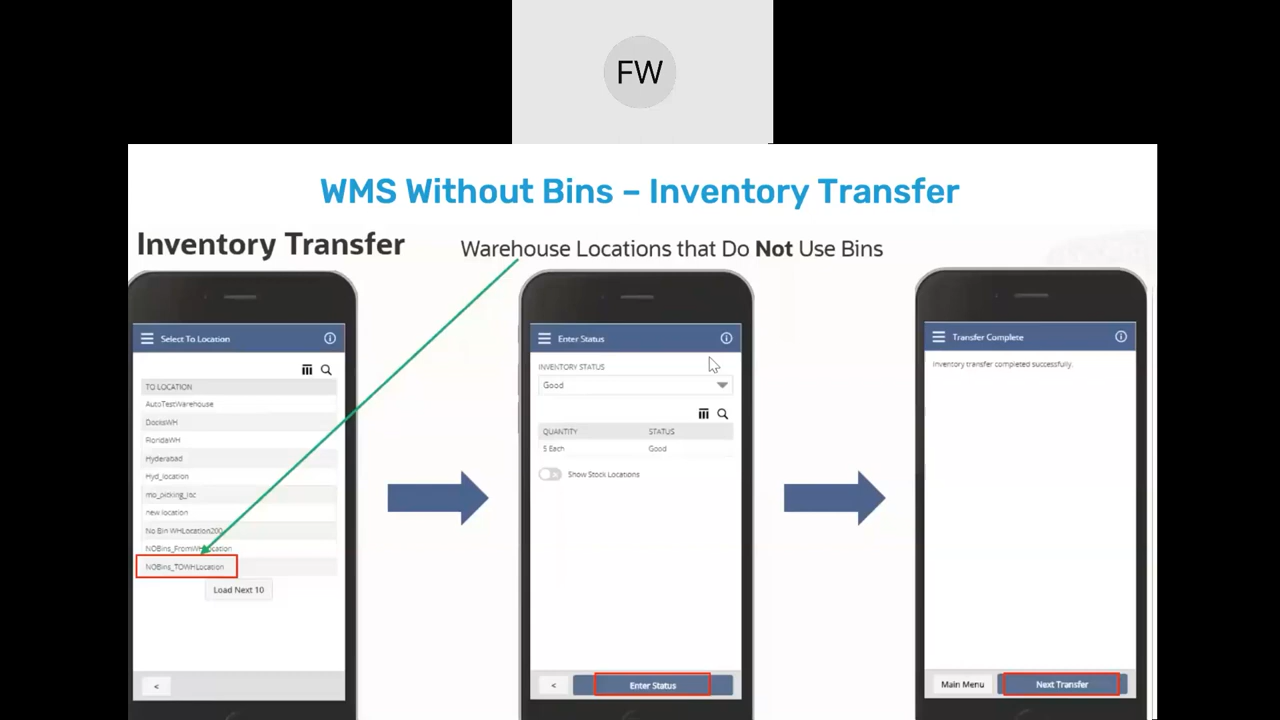 FW
WMS Without Bins – Inventory Transfer
Inventory Transfer
Warehouse Locations that Do Not Use Bins
Select To Location
TO LOCATION
AutoTestWarehouse
DocksWH
FloridaWH
Hyderabad
Hyd_location
mo_picking_loc
new location
No Bin WHLocation200
NOBins_FromWHLocation
NOBins_TOWHLocation
Load Next 10
<
Enter Status
INVENTORY STATUS
Good
QUANTITY STATUS
5 Each Good
Show Stock Locations
< Enter Status
Transfer Complete
Inventory transfer completed successfully.
Main Menu Next Transfer